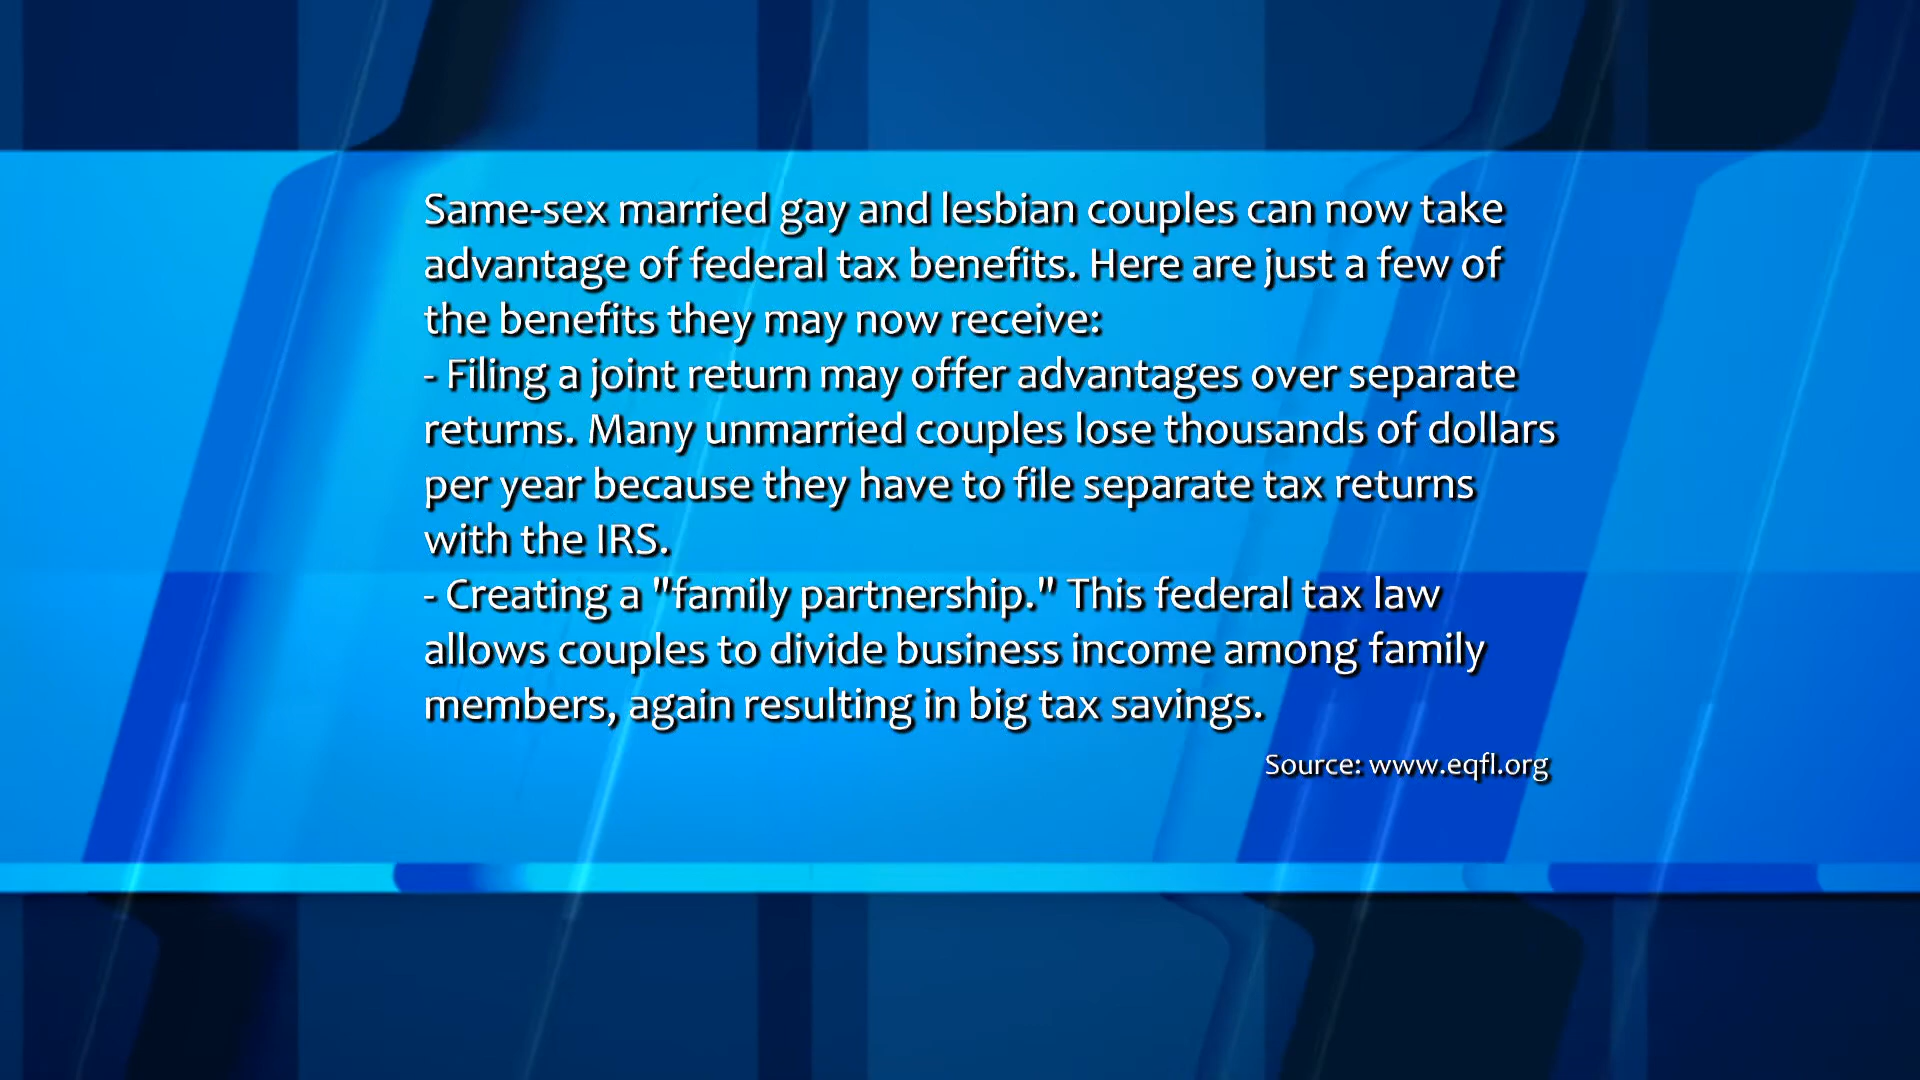 Same-sex married gay and lesbian couples can now take
advantage of federal tax benefits. Here are just a few of
the benefits they may now receive:
- Filing a joint return may offer advantages over separate
returns. Many unmarried couples lose thousands of dollars
per year because they have to file separate tax returns
with the IRS.
- Creating a "family partnership." This federal tax law
allows couples to divide business income among family
members, again resulting in big tax savings.
Source: www.eqfl.org